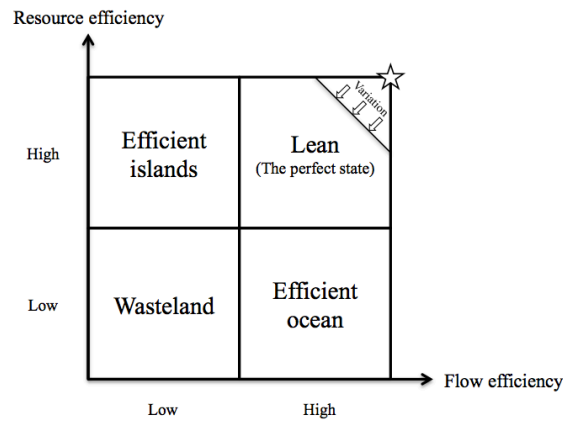 Resource efficiency
Variation
High
Efficient
islands
Lean
(The perfect state)
Low
Wasteland
Efficient
ocean
Flow efficiency
Low
High